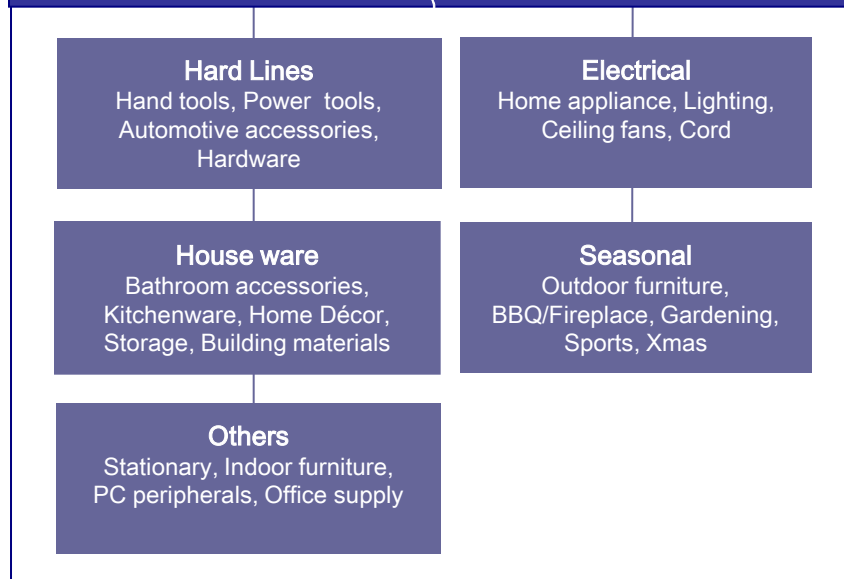 Hard Lines
Hand tools, Power tools,
Automotive accessories,
Hardware
Electrical
Home appliance, Lighting,
Ceiling fans, Cord
House ware
Bathroom accessories,
Kitchenware, Home Décor,
Storage, Building materials
Seasonal
Outdoor furniture,
BBQ/Fireplace, Gardening,
Sports, Xmas
Others
Stationary, Indoor furniture,
PC peripherals, Office supply